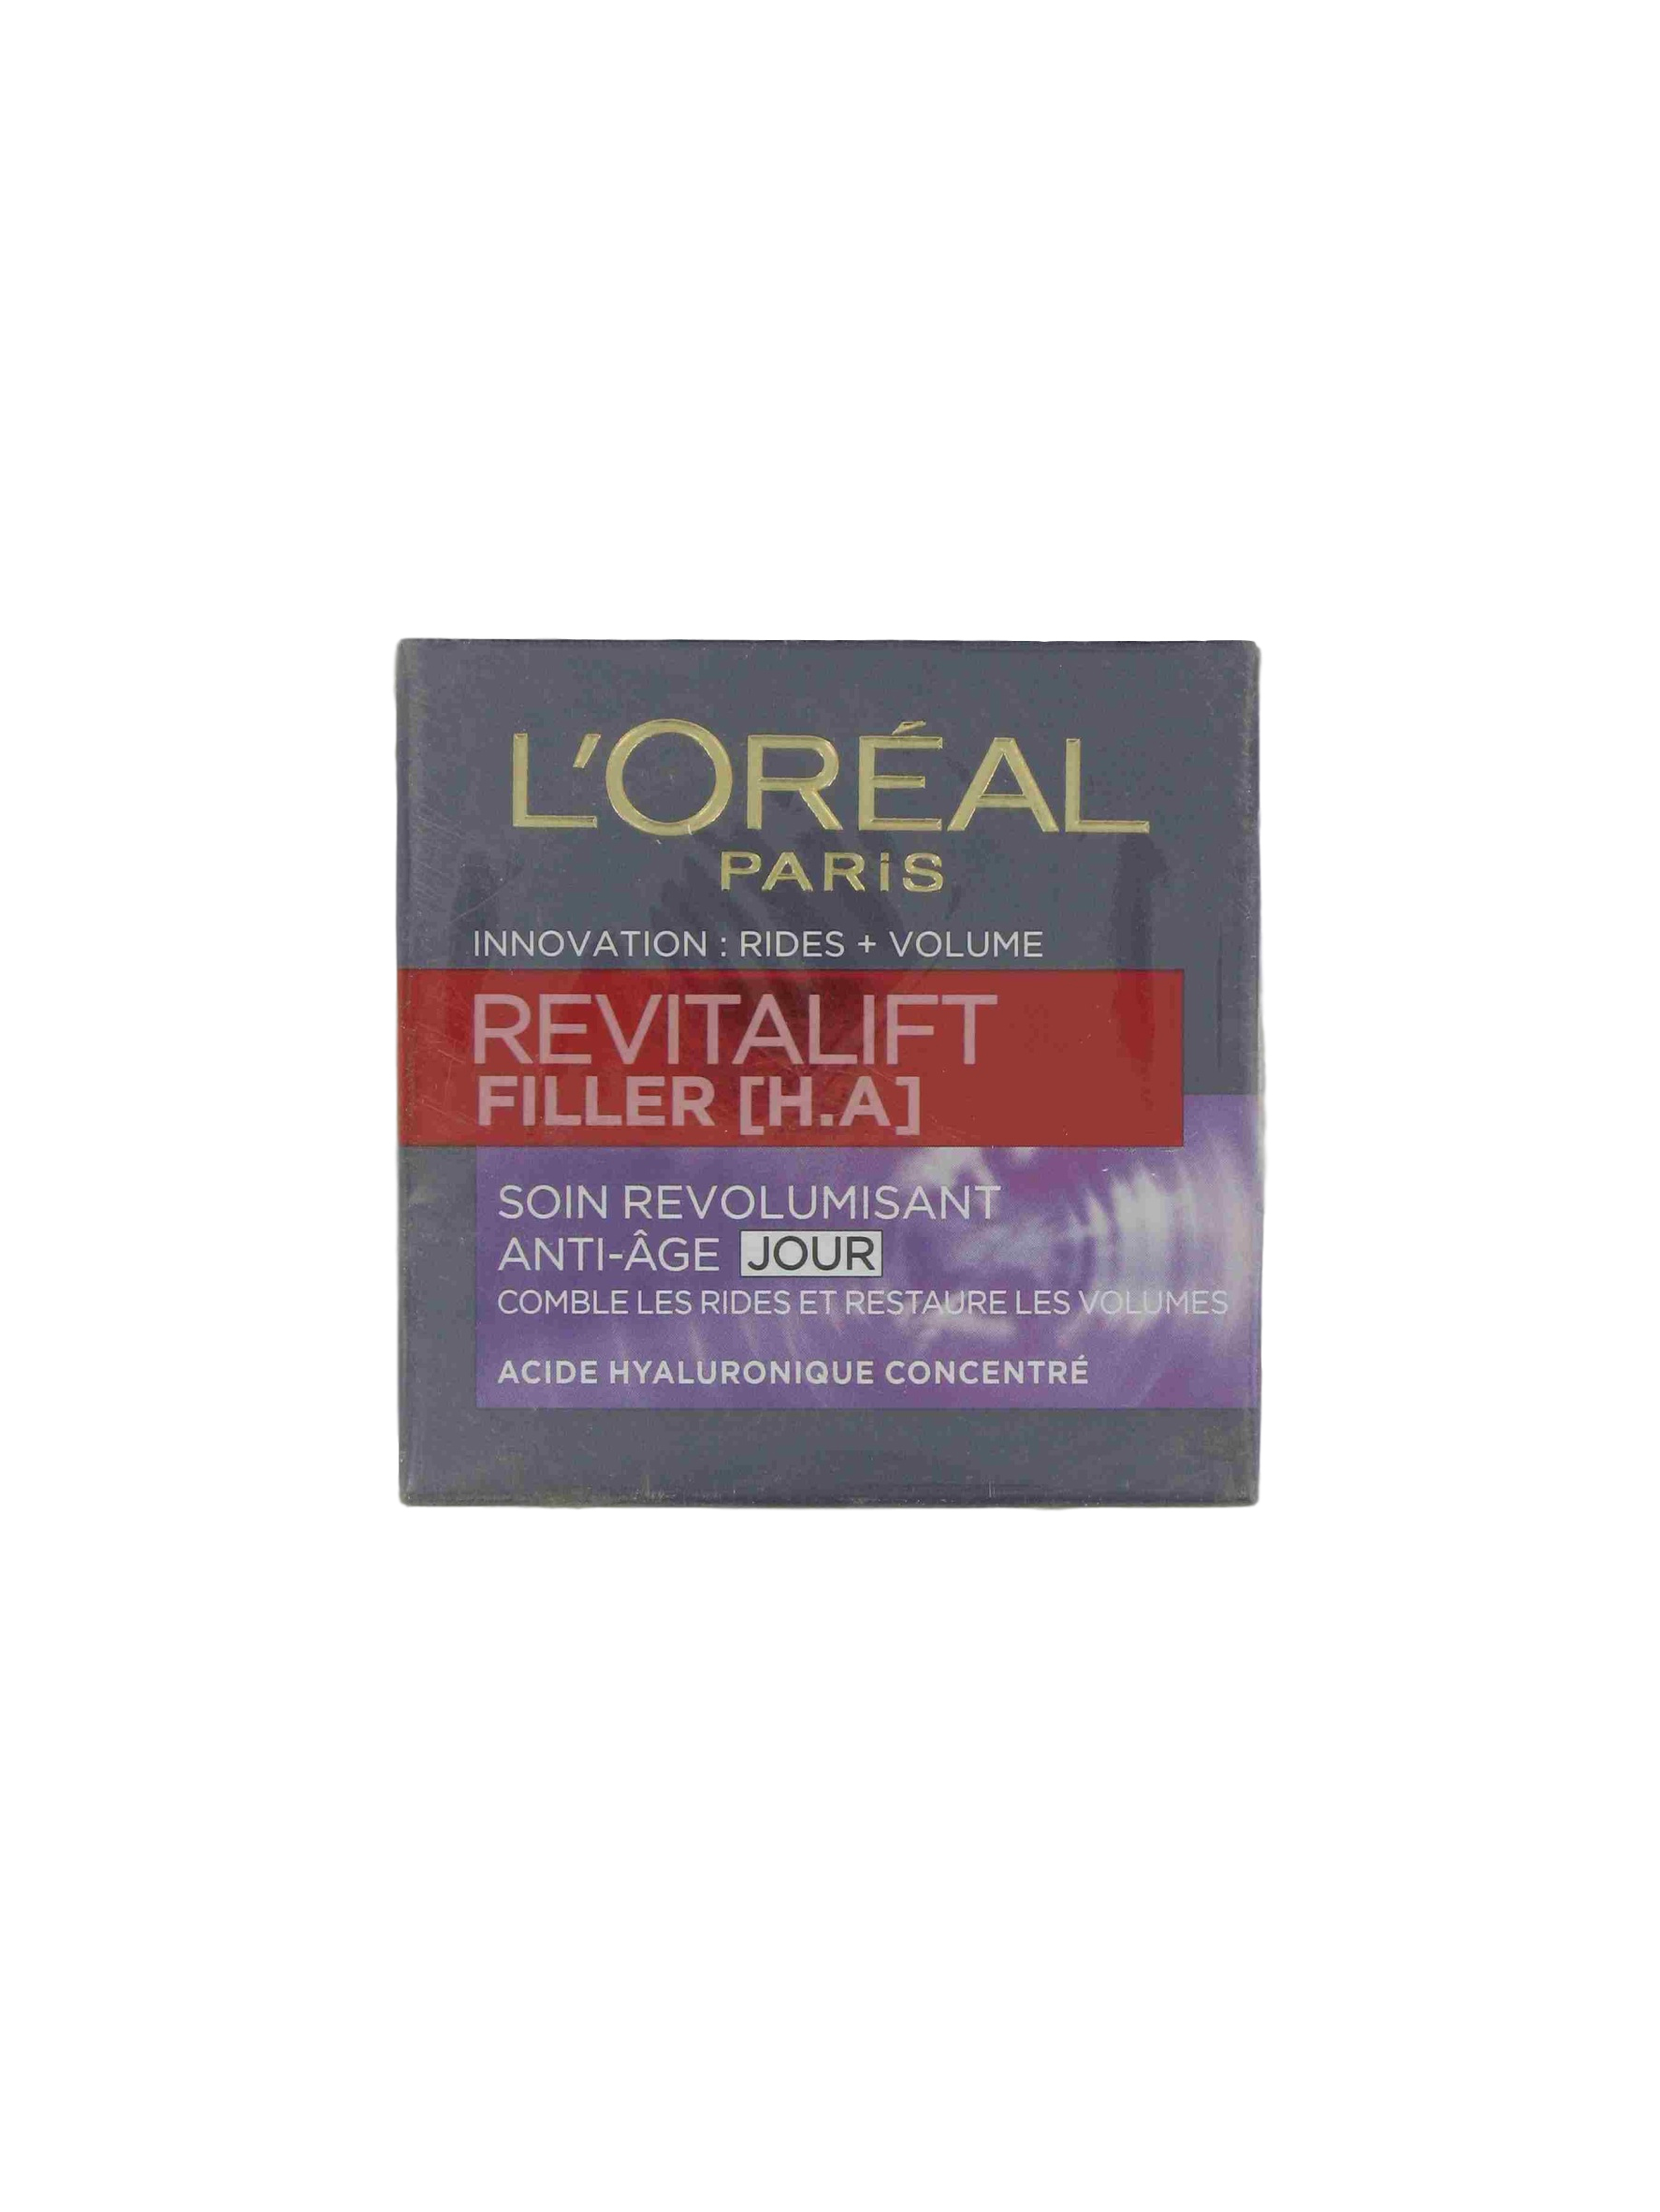 L'ORÉAL
PARiS
INNOVATION : RIDES + VOLUME
REVITALIFT
FILLER [H.A]
SOIN REVOLUMISANT
ANTI-ÂGE JOUR
COMBLE LES RIDES ET RESTAURE LES VOLUMES
ACIDE HYALURONIQUE CONCENTRÉ